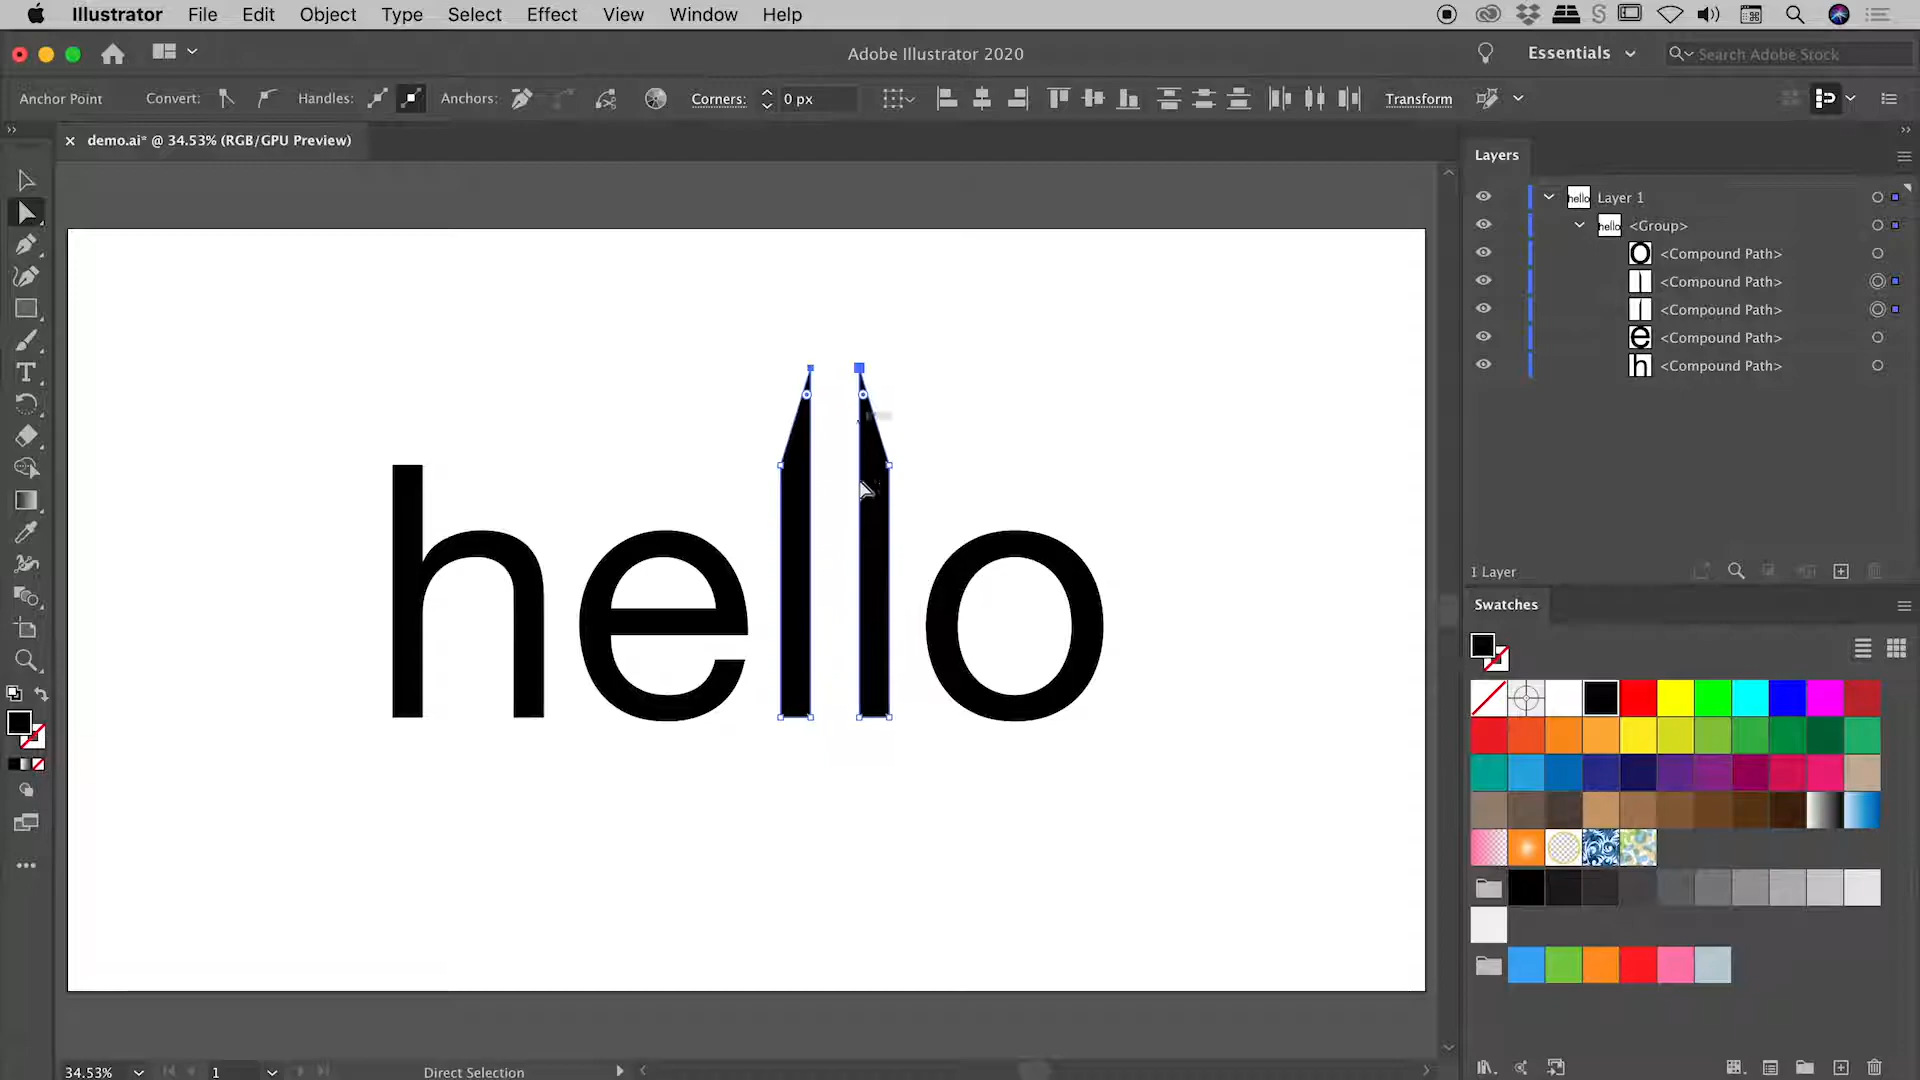 Illustrator File Edit Object Type Select Effect View Window Help
Adobe Illustrator 2020
Essentials
Search Adobe Stock
Anchor Point Convert: Handles: Anchors: Corners: 0 px Transform
demo.ai* @ 34.53% (RGB/GPU Preview)
hello
Layers
hello Layer 1
hello <Group>
o <Compound Path>
l <Compound Path>
l <Compound Path>
e <Compound Path>
h <Compound Path>
1 Layer
Swatches
34.53% 1 Direct Selection